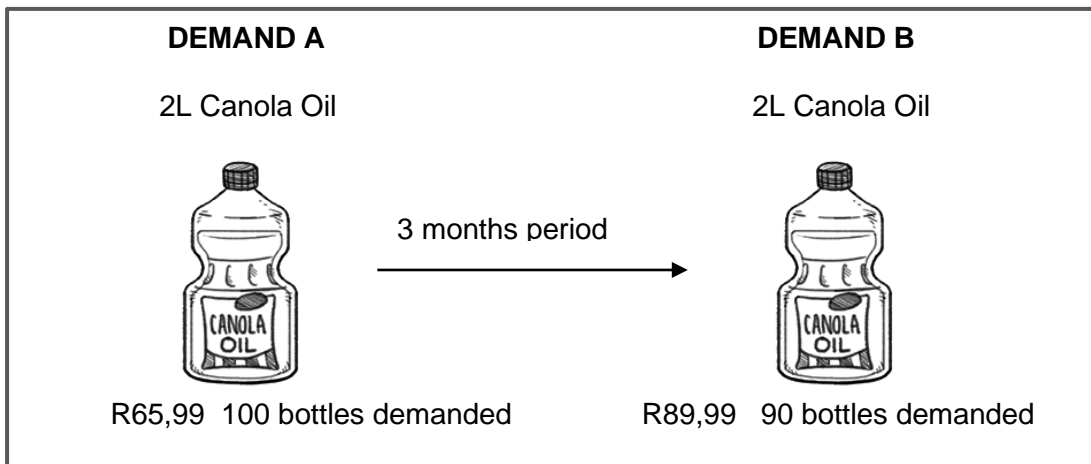 DEMAND A
DEMAND B
2L Canola Oil
2L Canola Oil
3 months period
CANOLA
OIL
CANOLA
OIL
R65,99 100 bottles demanded
R89,99 90 bottles demanded